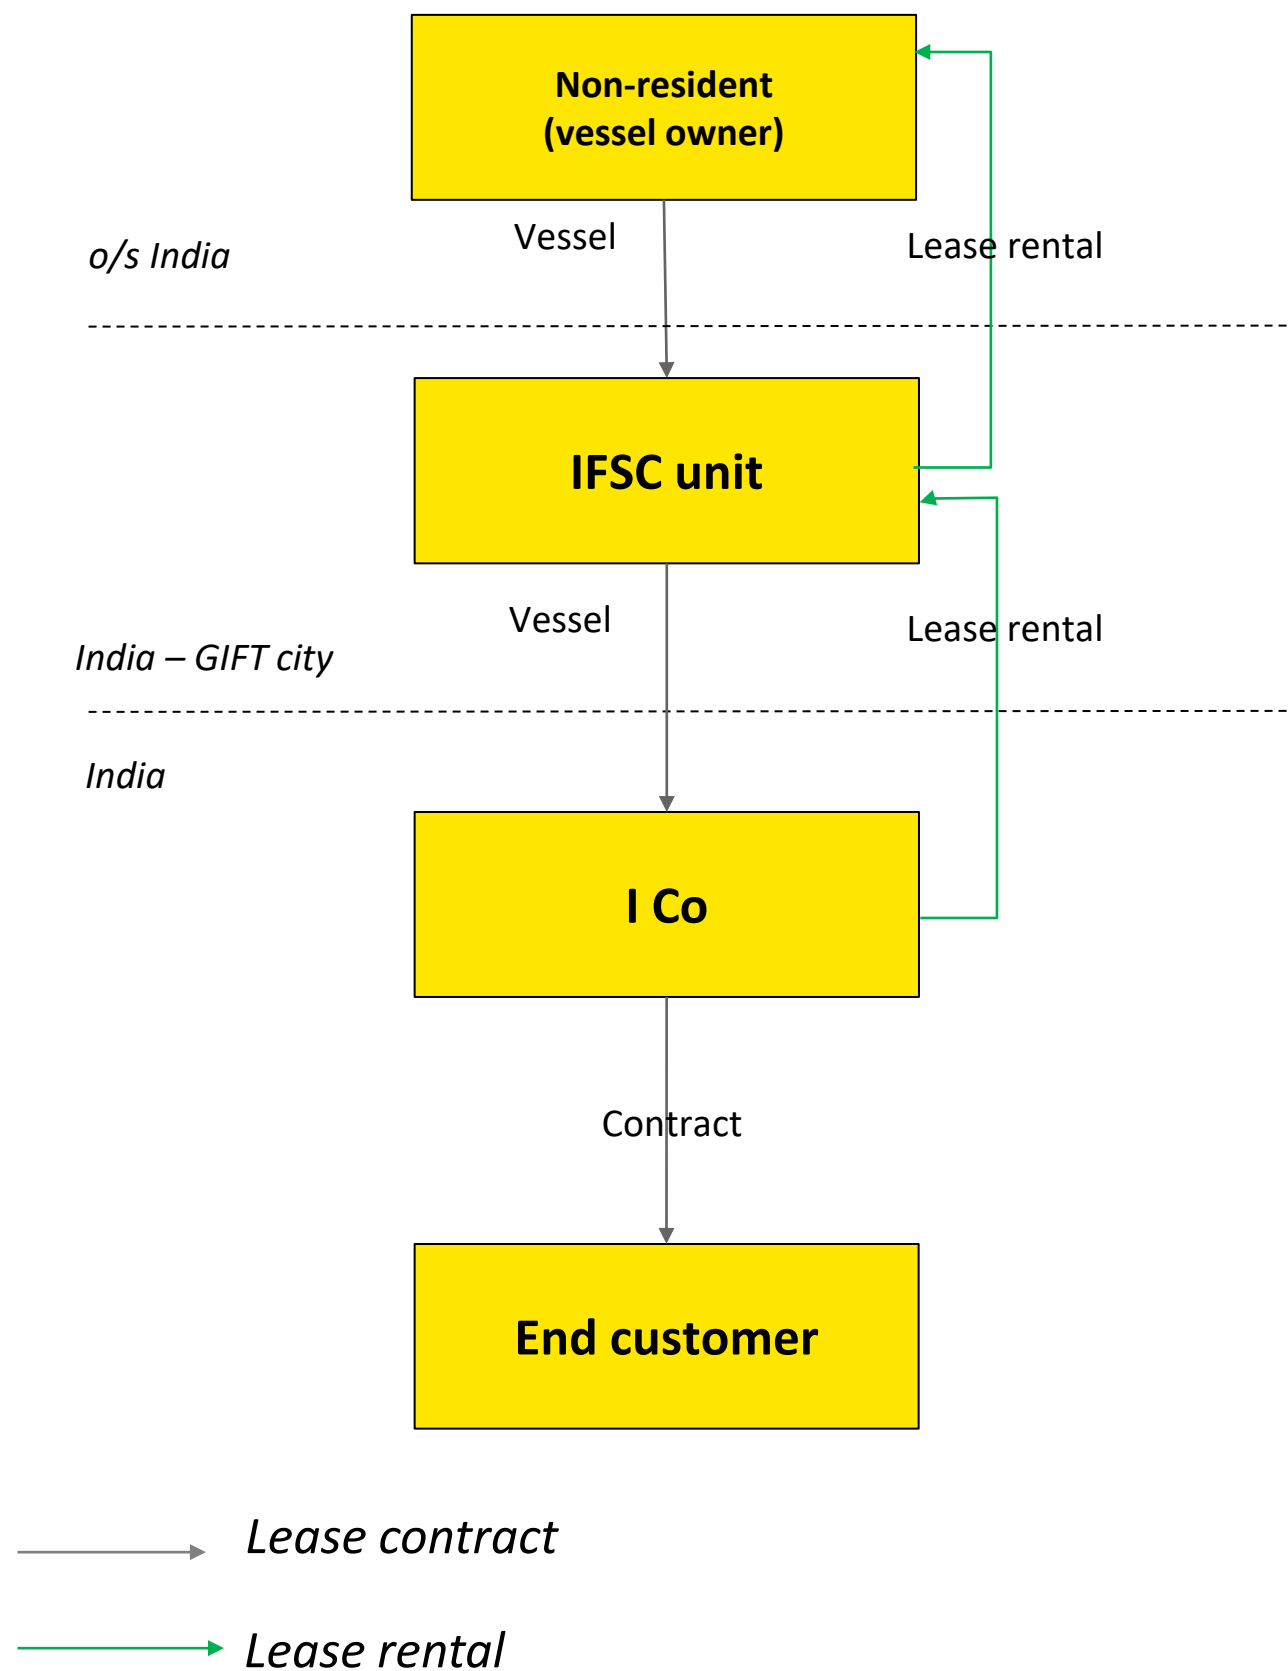 Non-resident
(vessel owner)
Vessel
Lease rental
o/s India
IFSC unit
Vessel
Lease rental
India – GIFT city
India
I Co
Contract
End customer
Lease contract
Lease rental